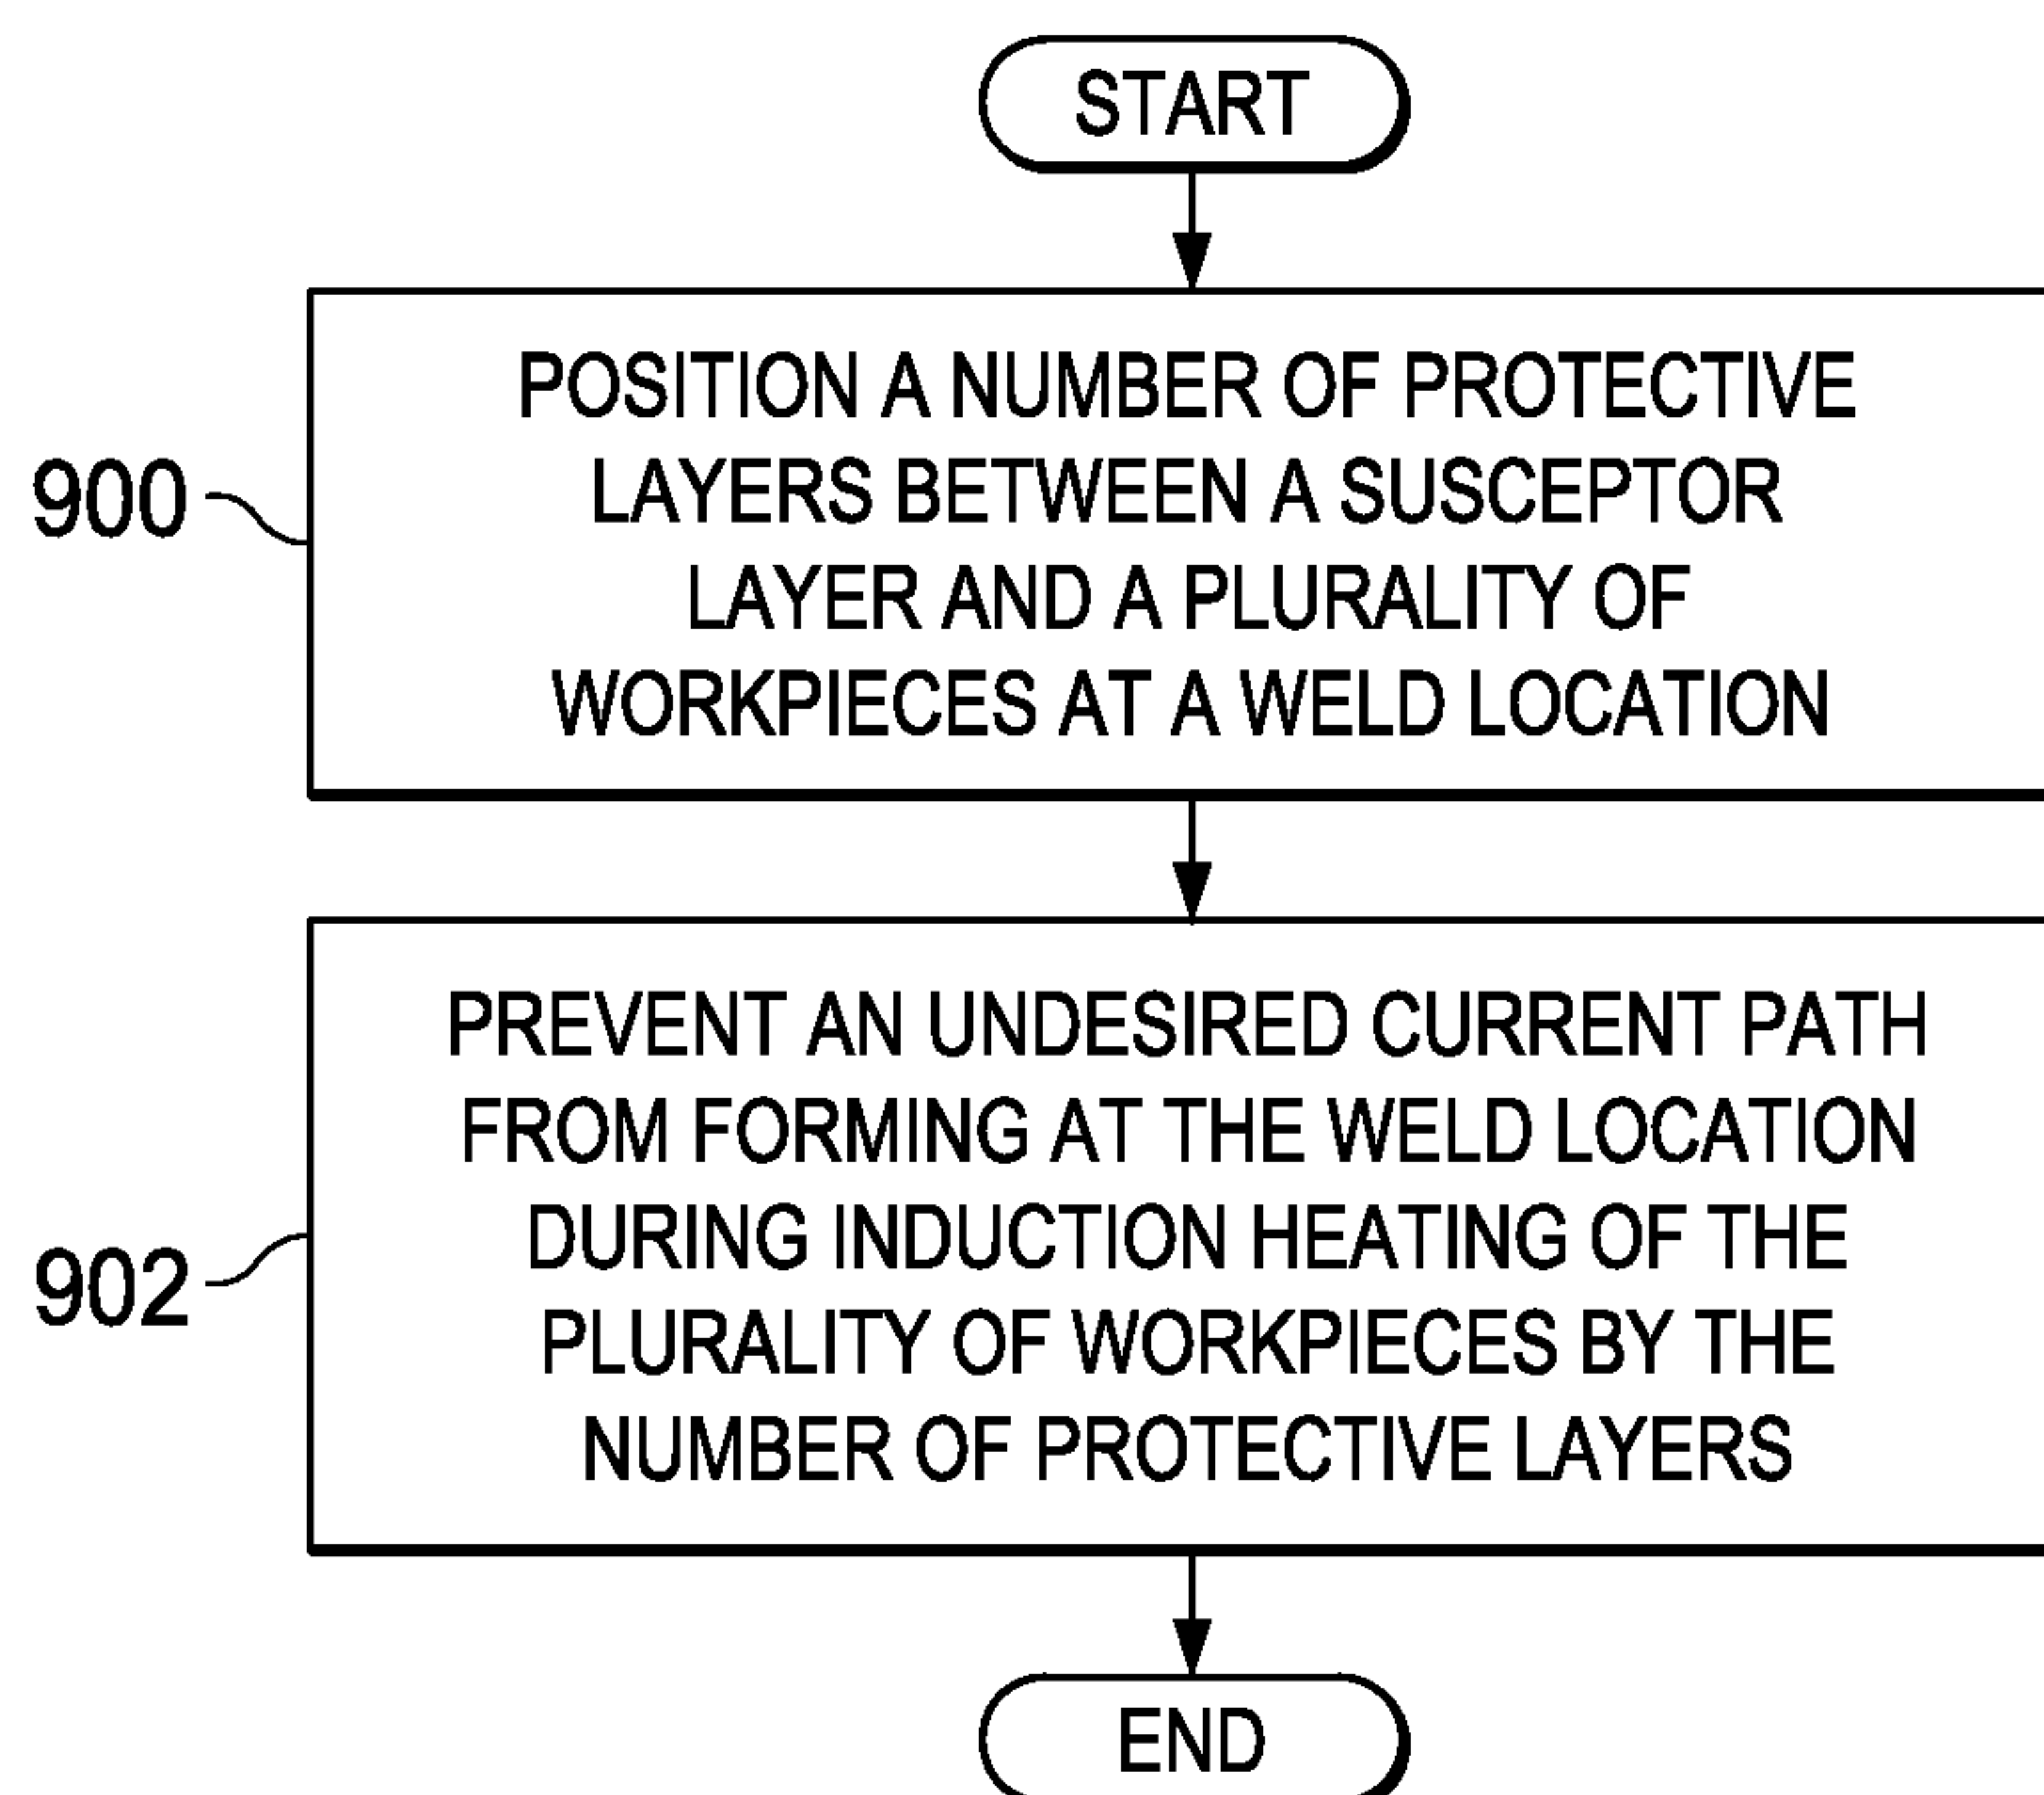 START
900
POSITION A NUMBER OF PROTECTIVE
LAYERS BETWEEN A SUSCEPTOR
LAYER AND A PLURALITY OF
WORKPIECES AT A WELD LOCATION
902
PREVENT AN UNDESIRED CURRENT PATH
FROM FORMING AT THE WELD LOCATION
DURING INDUCTION HEATING OF THE
PLURALITY OF WORKPIECES BY THE
NUMBER OF PROTECTIVE LAYERS
END